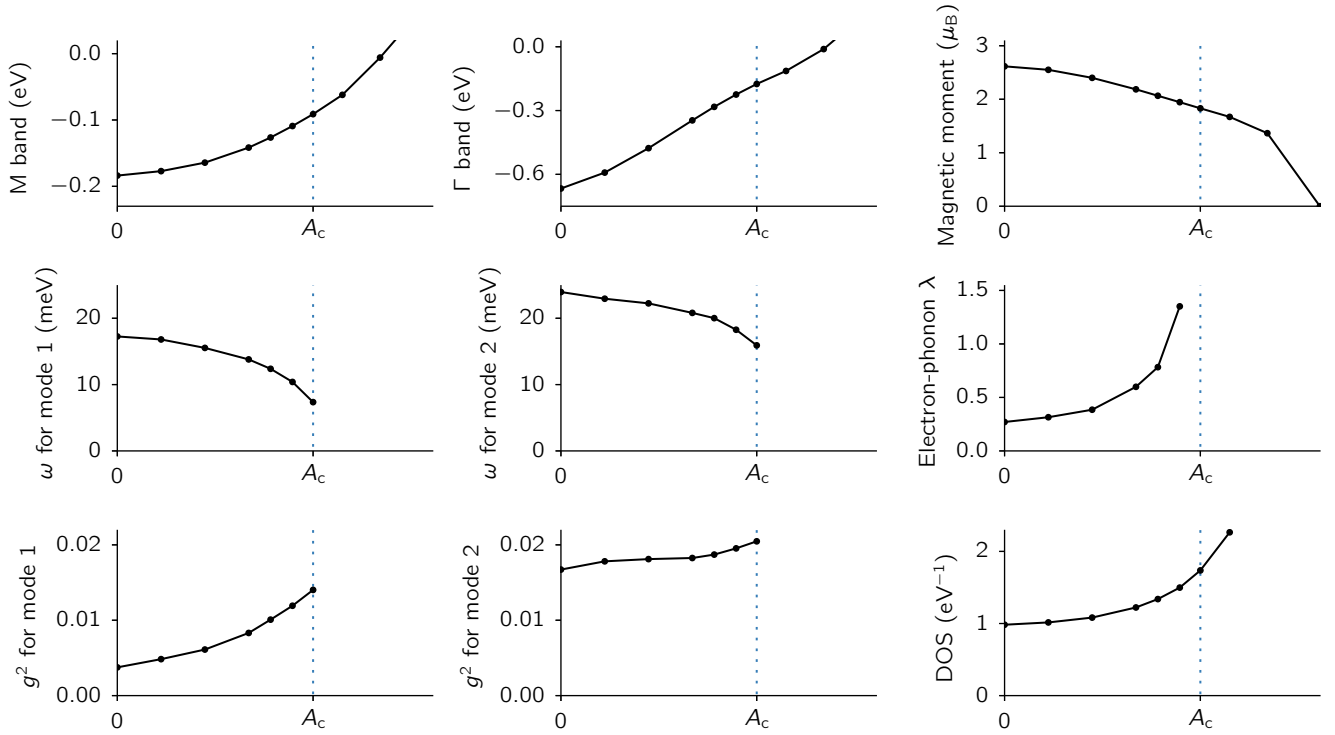 M band (eV)
0.0
−0.1
−0.2
0
A_c
Γ band (eV)
0.0
−0.3
−0.6
0
A_c
Magnetic moment (μ_B)
3
2
1
0
0
A_c
ω for mode 1 (meV)
20
10
0
0
A_c
ω for mode 2 (meV)
20
10
0
0
A_c
Electron-phonon λ
1.5
1.0
0.5
0.0
0
A_c
g² for mode 1
0.02
0.01
0.00
0
A_c
g² for mode 2
0.02
0.01
0.00
0
A_c
DOS (eV⁻¹)
2
1
0
0
A_c